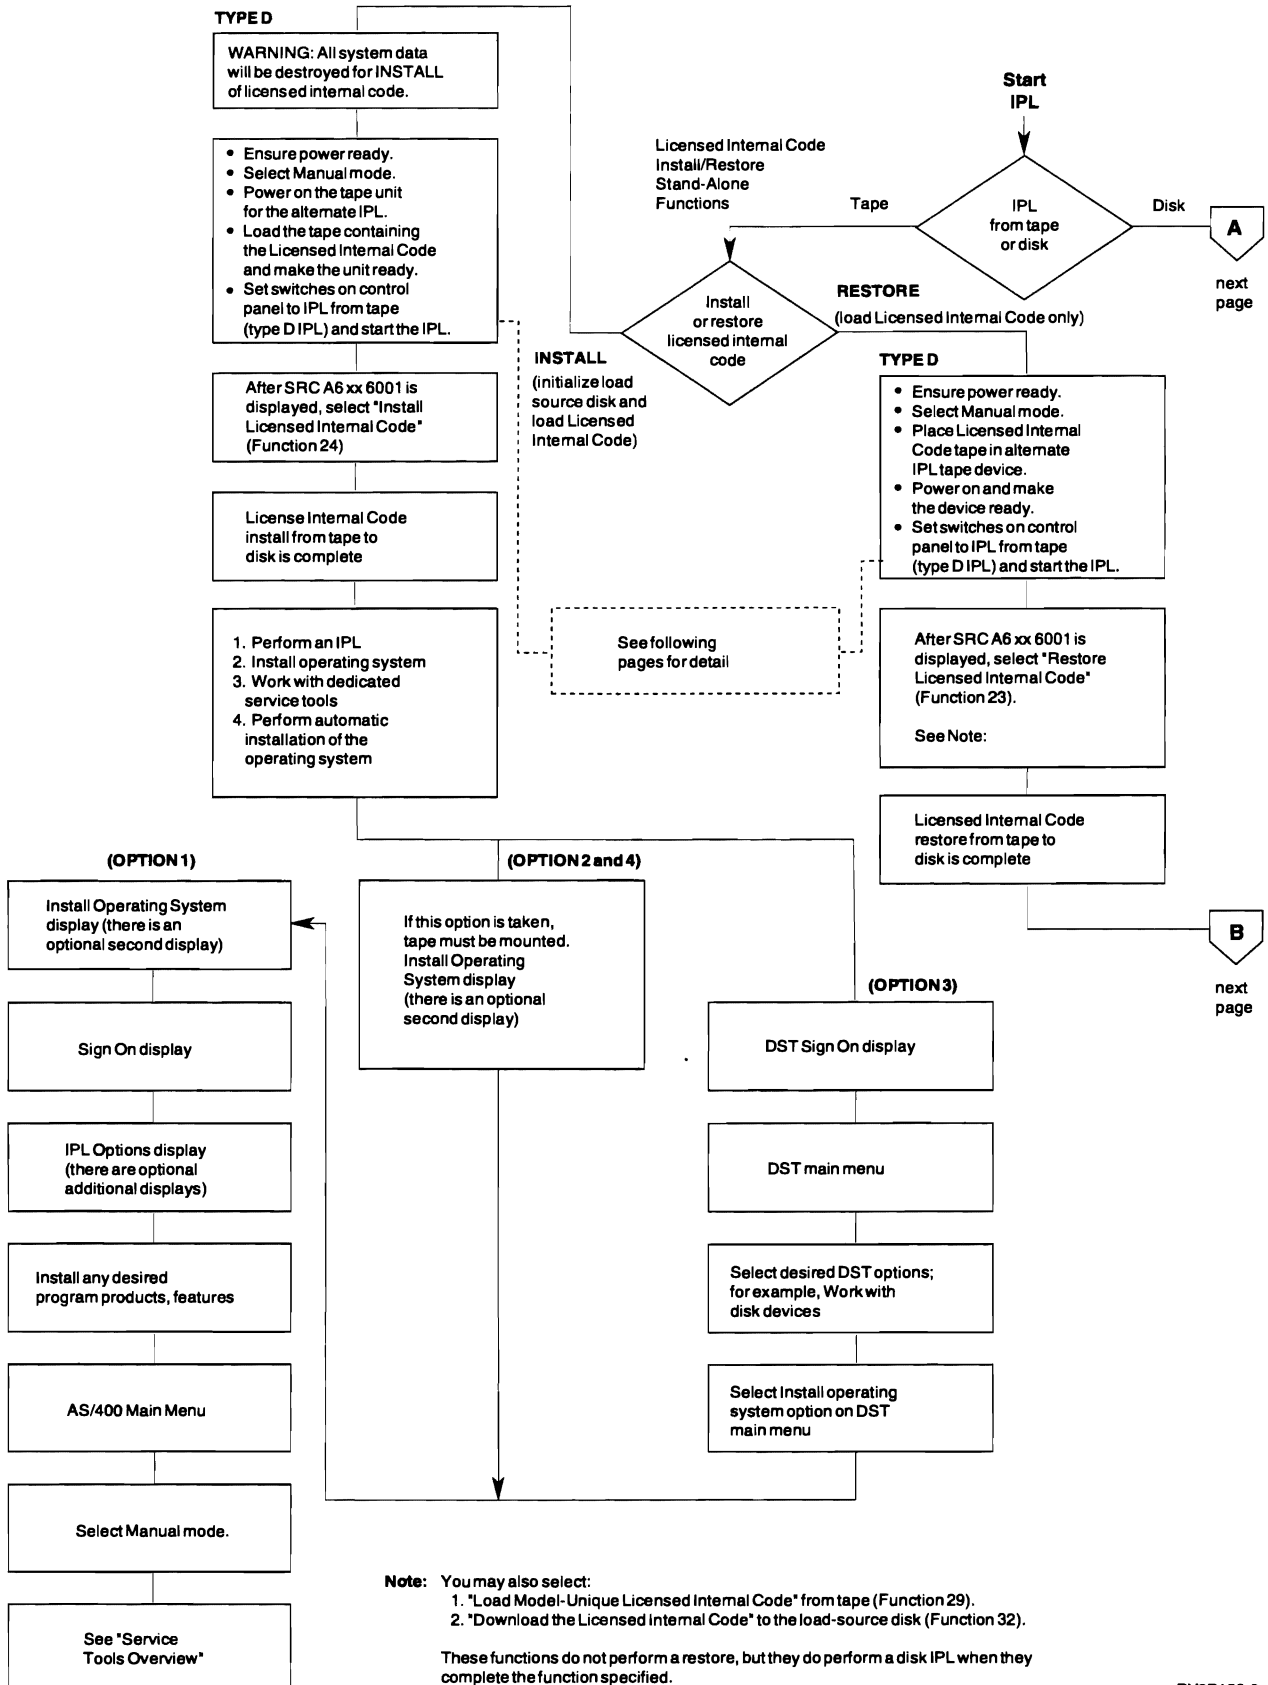 TYPE D
WARNING: All system data
will be destroyed for INSTALL
of licensed internal code.
• Ensure power ready.
• Select Manual mode.
• Power on the tape unit
for the alternate IPL.
• Load the tape containing
the Licensed Internal Code
and make the unit ready.
• Set switches on control
panel to IPL from tape
(type D IPL) and start the IPL.
After SRC A6 xx 6001 is
displayed, select "Install
Licensed Internal Code"
(Function 24)
License Internal Code
install from tape to
disk is complete
1. Perform an IPL
2. Install operating system
3. Work with dedicated
service tools
4. Perform automatic
installation of the
operating system
Start
IPL
IPL
from tape
or disk
Tape
Disk
A
next
page
Licensed Internal Code
Install/Restore
Stand-Alone
Functions
Install
or restore
licensed internal
code
INSTALL
(initialize load
source disk and
load Licensed
Internal Code)
RESTORE
(load Licensed Internal Code only)
TYPE D
• Ensure power ready.
• Select Manual mode.
• Place Licensed Internal
Code tape in alternate
IPL tape device.
• Power on and make
the device ready.
• Set switches on control
panel to IPL from tape
(type D IPL) and start the IPL.
See following
pages for detail
After SRC A6 xx 6001 is
displayed, select "Restore
Licensed Internal Code"
(Function 23).
See Note:
Licensed Internal Code
restore from tape to
disk is complete
B
next
page
(OPTION 1)
Install Operating System
display (there is an
optional second display)
Sign On display
IPL Options display
(there are optional
additional displays)
Install any desired
program products, features
AS/400 Main Menu
Select Manual mode.
See "Service
Tools Overview"
(OPTION 2 and 4)
If this option is taken,
tape must be mounted.
Install Operating
System display
(there is an optional
second display)
(OPTION 3)
DST Sign On display
DST main menu
Select desired DST options;
for example, Work with
disk devices
Select Install operating
system option on DST
main menu
Note: You may also select:
1. "Load Model-Unique Licensed Internal Code" from tape (Function 29).
2. "Download the Licensed Internal Code" to the load-source disk (Function 32).
These functions do not perform a restore, but they do perform a disk IPL when they
complete the function specified.